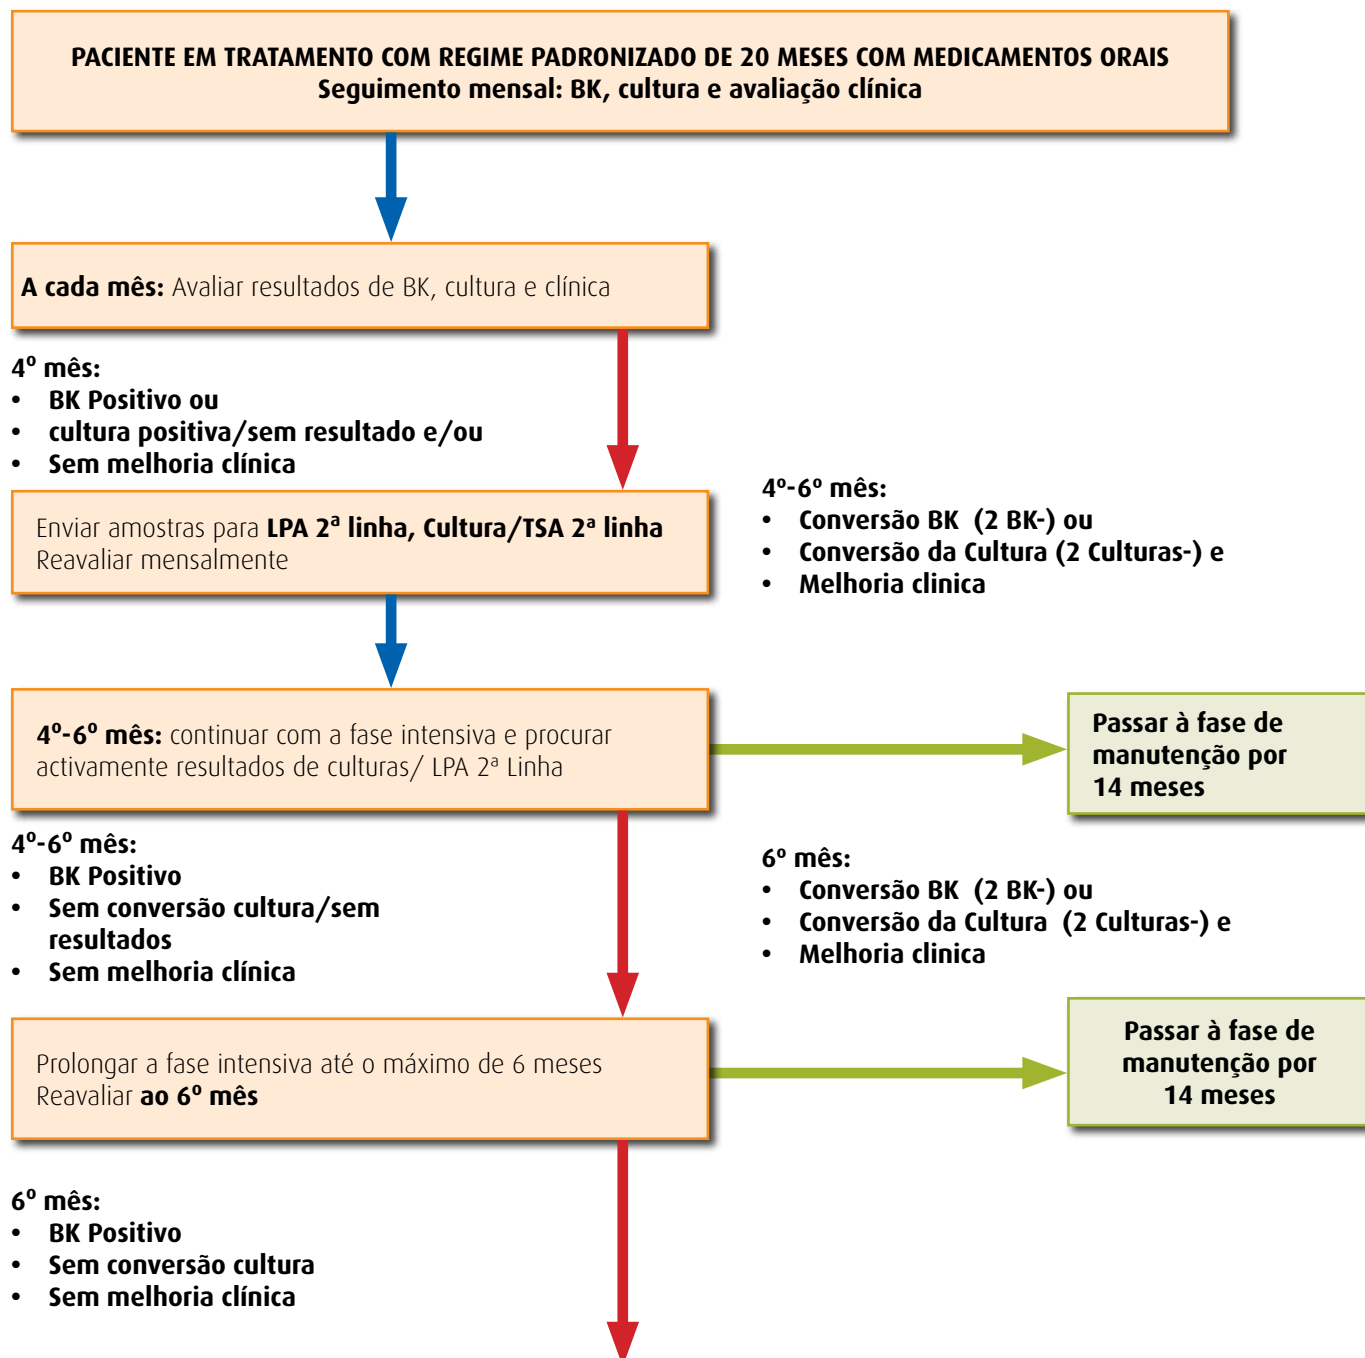 PACIENTE EM TRATAMENTO COM REGIME PADRONIZADO DE 20 MESES COM MEDICAMENTOS ORAIS
Seguimento mensal: BK, cultura e avaliação clínica
A cada mês: Avaliar resultados de BK, cultura e clínica
4º mês:
• BK Positivo ou
• cultura positiva/sem resultado e/ou
• Sem melhoria clínica
Enviar amostras para LPA 2ª linha, Cultura/TSA 2ª linha
Reavaliar mensalmente
4º-6º mês:
• Conversão BK (2 BK-) ou
• Conversão da Cultura (2 Culturas-) e
• Melhoria clinica
4º-6º mês: continuar com a fase intensiva e procurar
activamente resultados de culturas/ LPA 2ª Linha
Passar à fase de
manutenção por
14 meses
4º-6º mês:
• BK Positivo
• Sem conversão cultura/sem
resultados
• Sem melhoria clínica
6º mês:
• Conversão BK (2 BK-) ou
• Conversão da Cultura (2 Culturas-) e
• Melhoria clinica
Prolongar a fase intensiva até o máximo de 6 meses
Reavaliar ao 6º mês
Passar à fase de
manutenção por
14 meses
6º mês:
• BK Positivo
• Sem conversão cultura
• Sem melhoria clínica